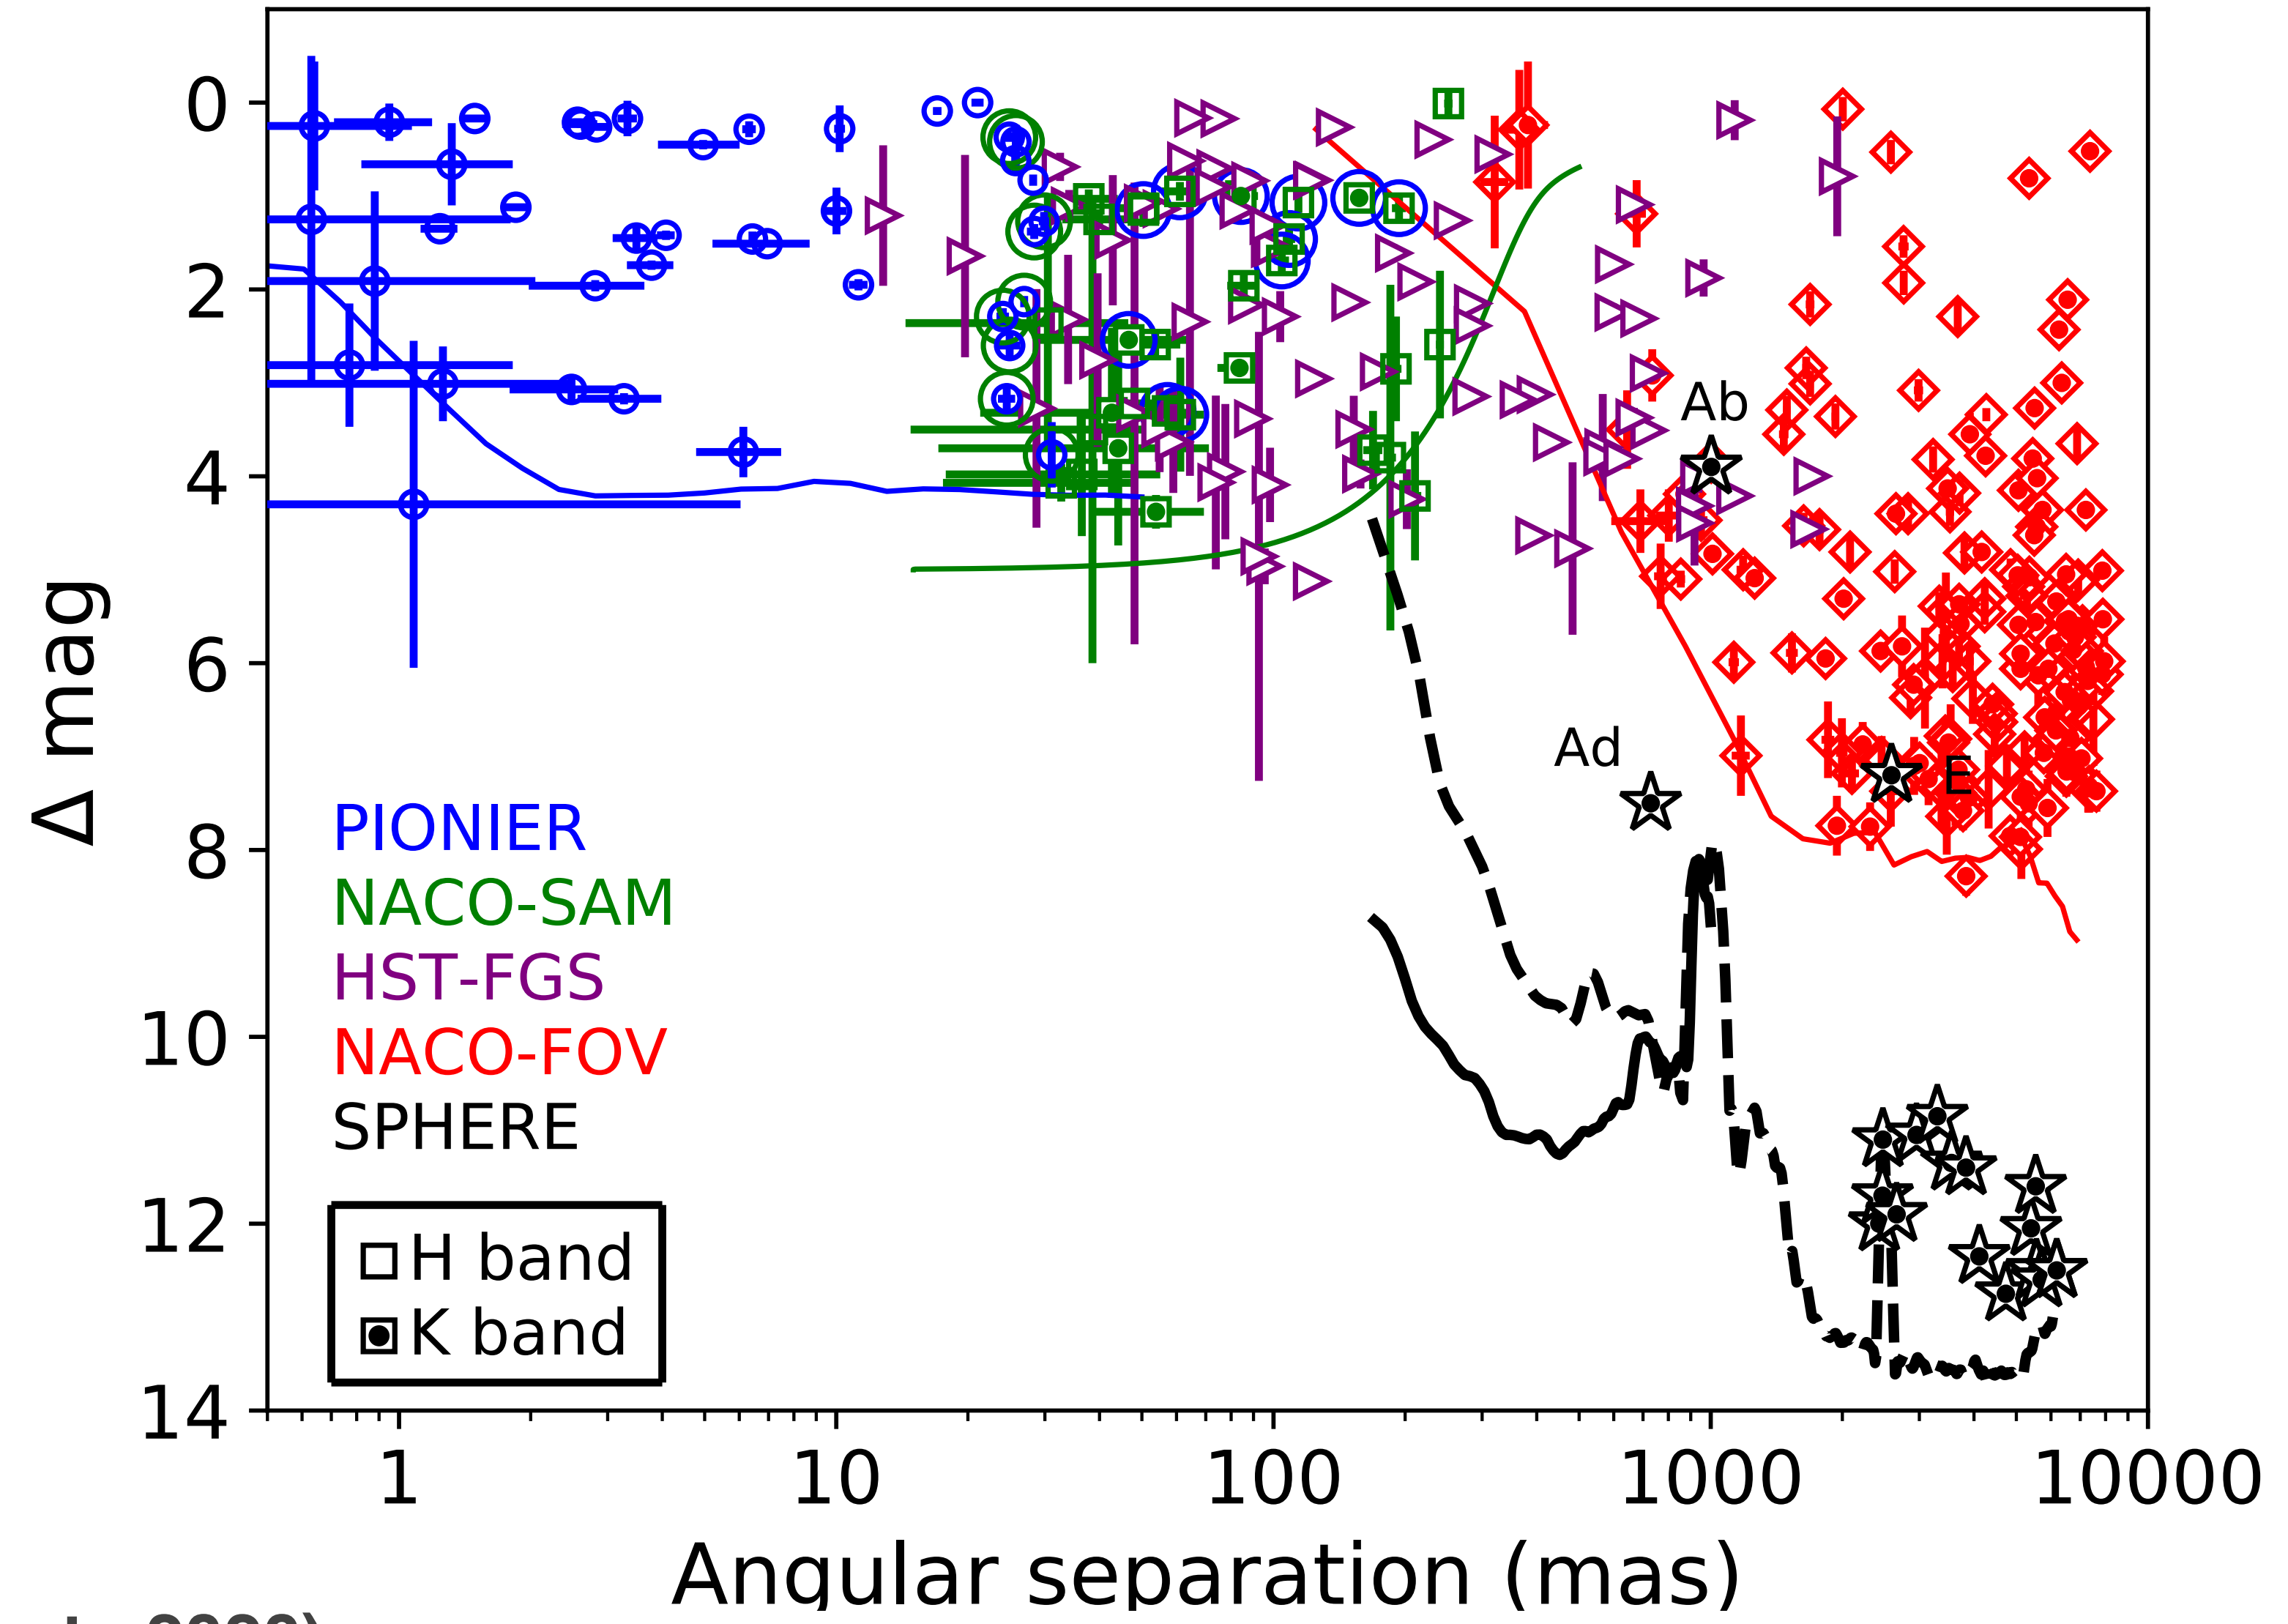 0
2
4
6
8
10
12
14
Δ mag
Ab
Ad
E
PIONIER
NACO-SAM
HST-FGS
NACO-FOV
SPHERE
H band
K band
1
10
100
1000
10000
Angular separation (mas)